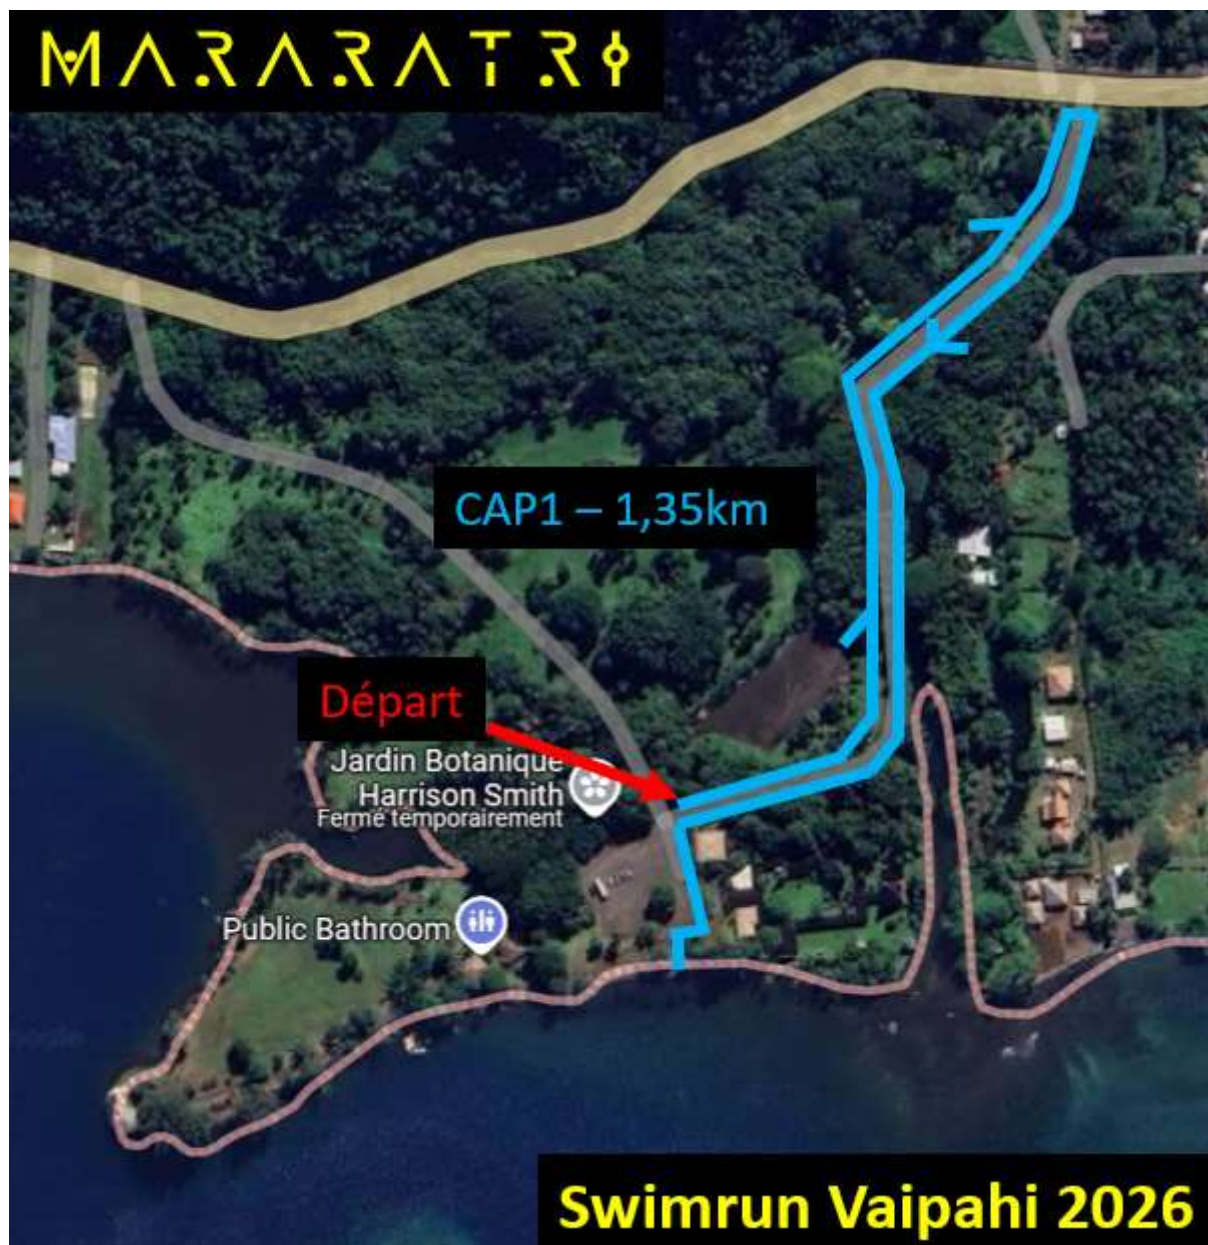 MARARATRI
CAP1 – 1,35km
Départ
Jardin Botanique
Harrison Smith
Fermé temporairement
Public Bathroom
Swimrun Vaipahi 2026